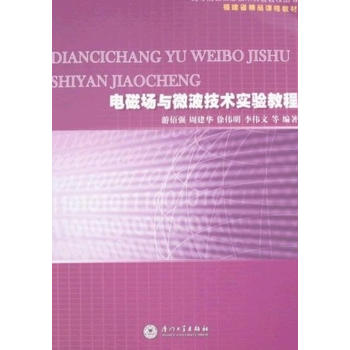 福建省精品课程教材
DIANCICHANG YU WEIBO JISHU
SHIYAN JIAOCHENG
电磁场与微波技术实验教程
游佰强 周建华 徐伟明 李伟文 等 编著
厦门大学出版社